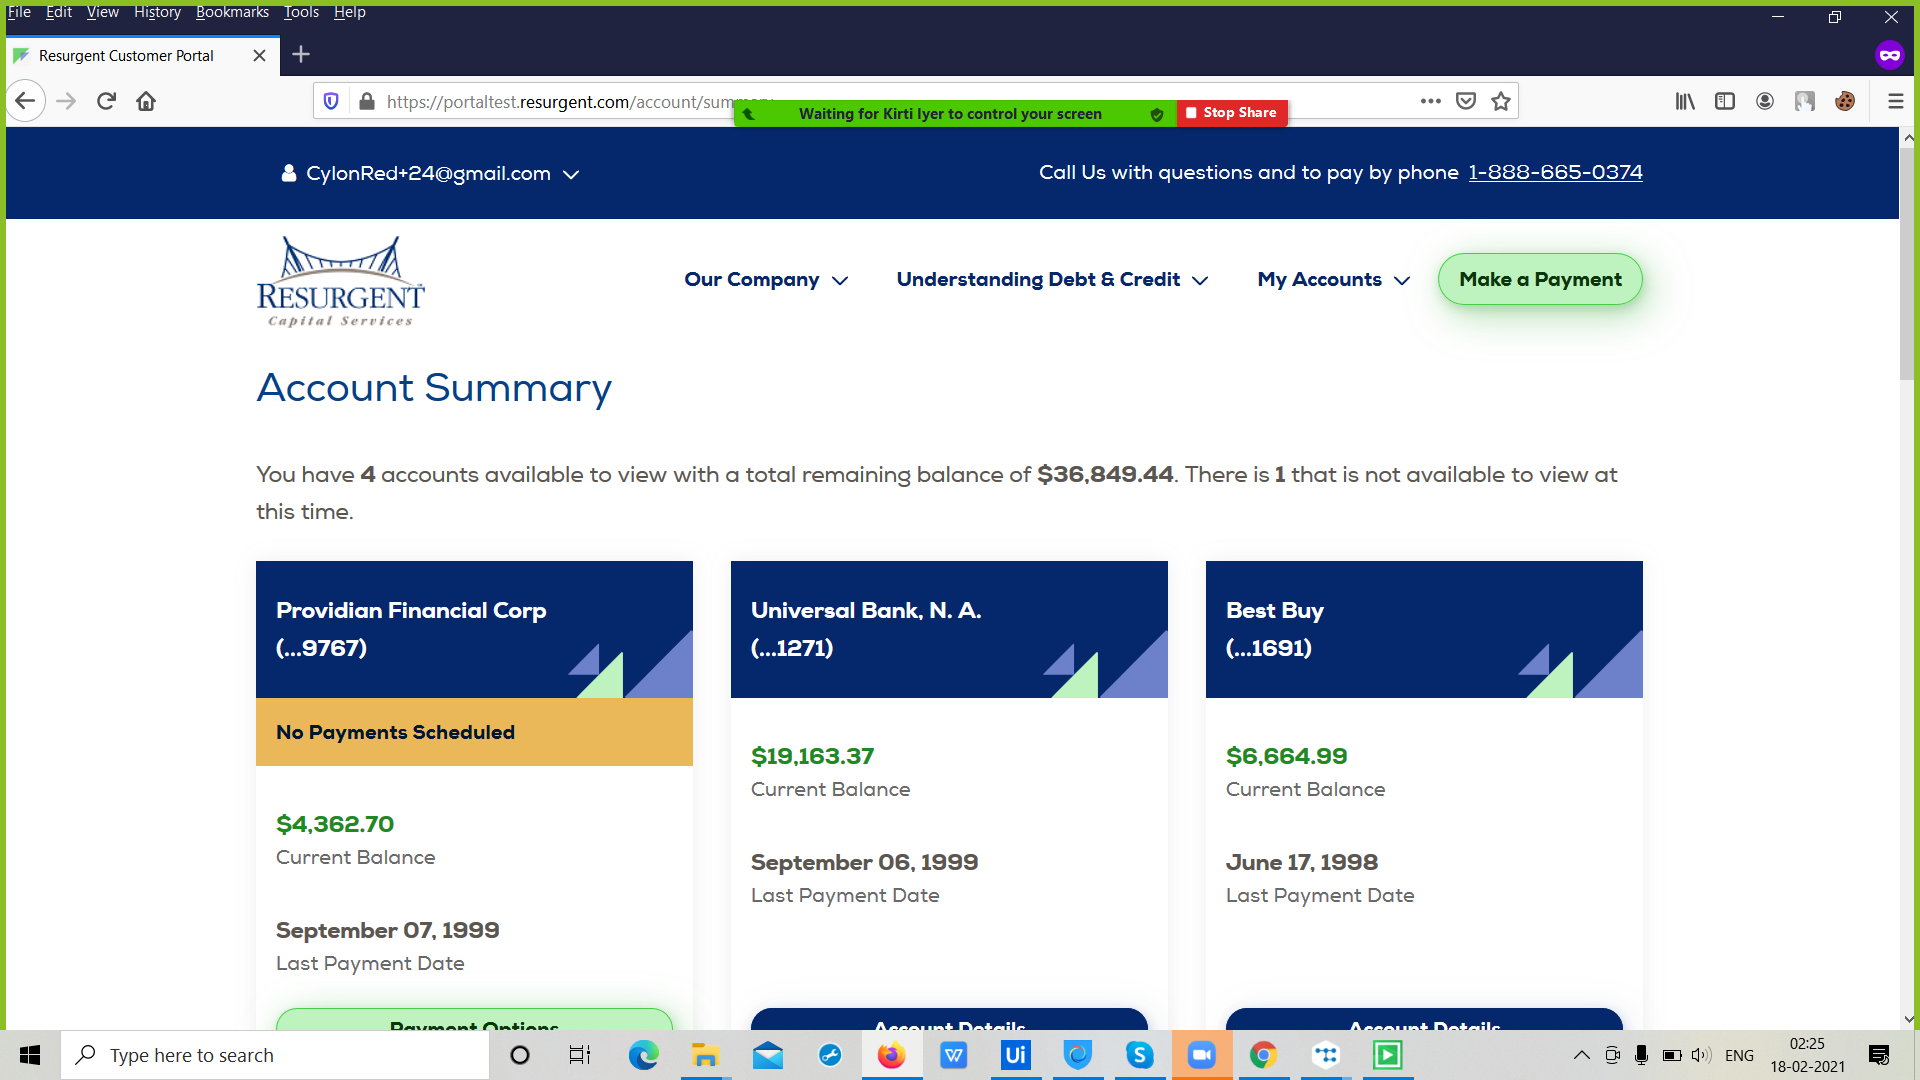 File Edit View History Bookmarks Tools Help
Resurgent Customer Portal
https://portaltest.resurgent.com/account/summary
Waiting for Kirti Iyer to control your screen
Stop Share
CylonRed+24@gmail.com
Call Us with questions and to pay by phone 1-888-665-0374
RESURGENT
Capital Services
Our Company
Understanding Debt & Credit
My Accounts
Make a Payment
Account Summary
You have 4 accounts available to view with a total remaining balance of $36,849.44. There is 1 that is not available to view at
this time.
Providian Financial Corp
(...9767)
No Payments Scheduled
$4,362.70
Current Balance
September 07, 1999
Last Payment Date
Payment Options
Universal Bank, N. A.
(...1271)
$19,163.37
Current Balance
September 06, 1999
Last Payment Date
Account Details
Best Buy
(...1691)
$6,664.99
Current Balance
June 17, 1998
Last Payment Date
Account Details
Type here to search
W
Ui
S
ENG
02:25
18-02-2021